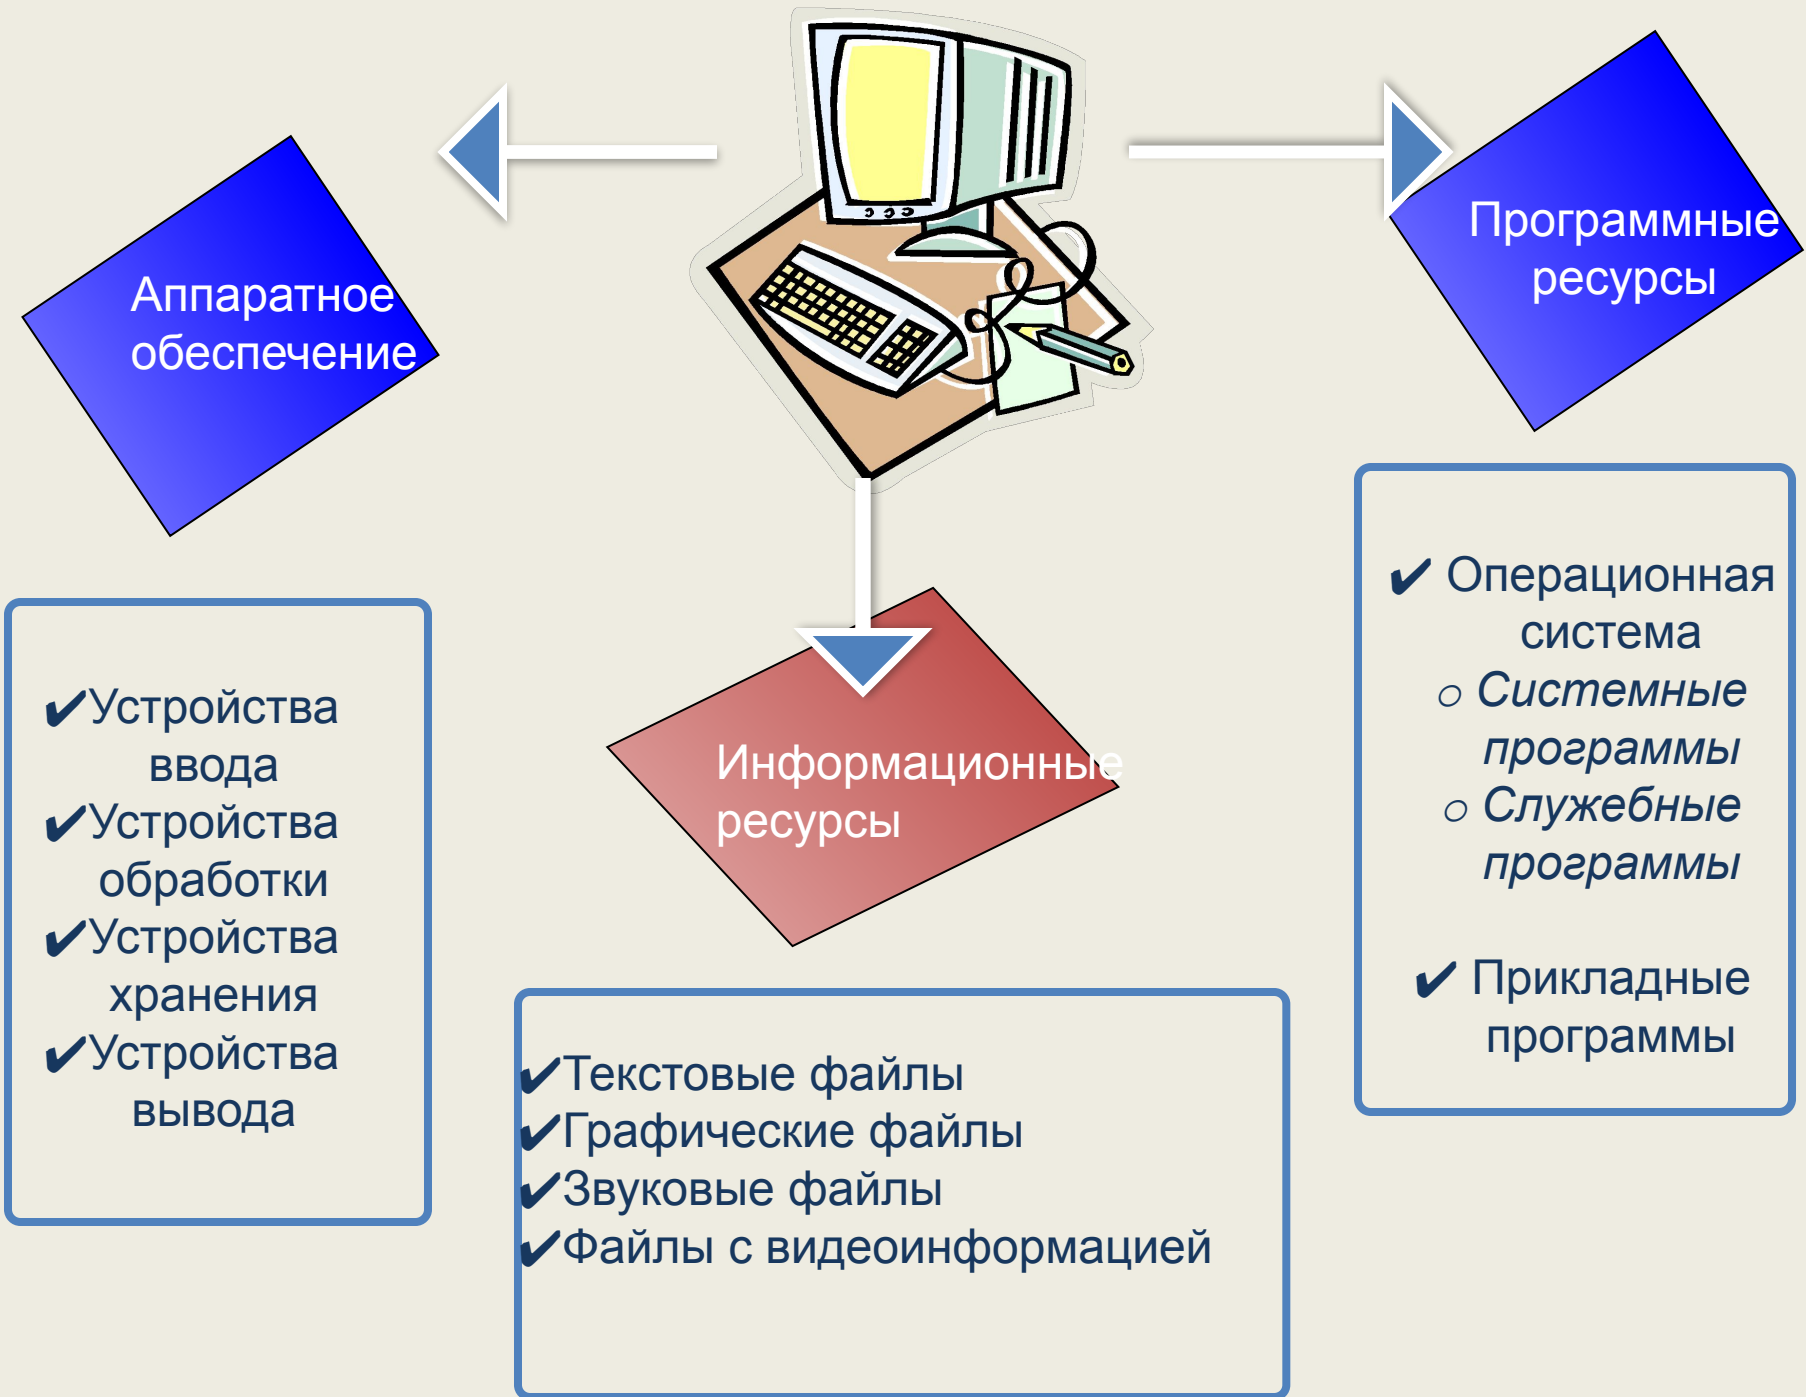 Аппаратное
обеспечение
Программные
ресурсы
Информационные
ресурсы
✔Устройства
ввода
✔Устройства
обработки
✔Устройства
хранения
✔Устройства
вывода
✔Текстовые файлы
✔Графические файлы
✔Звуковые файлы
✔Файлы с видеоинформацией
✔ Операционная
система
o Системные
программы
o Служебные
программы
✔ Прикладные
программы